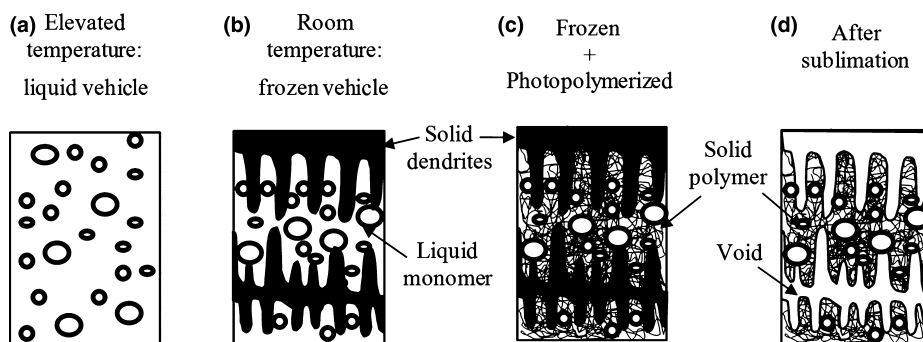 (a) Elevated
temperature:
liquid vehicle
(b) Room
temperature:
frozen vehicle
(c) Frozen
+
Photopolymerized
(d) After
sublimation
Solid
dendrites
Liquid
monomer
Solid
polymer
Void